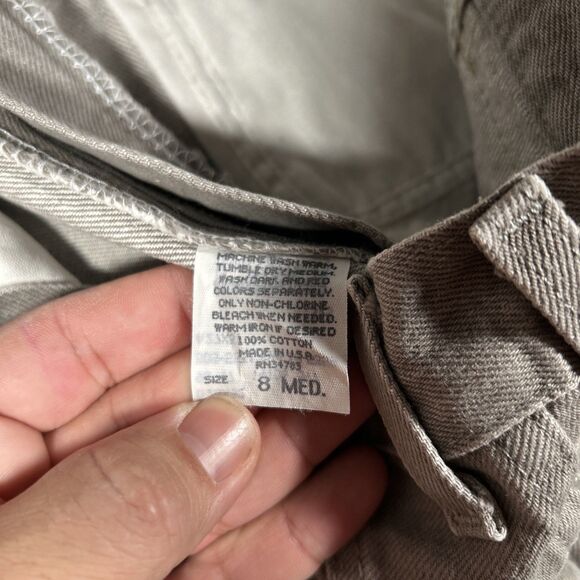 MACHINE WASH WARM,
TUMBLE DRY MEDIUM.
WASH DARK AND RED
COLORS SEPARATELY.
ONLY NON-CHLORINE
BLEACH WHEN NEEDED.
WARM IRON IF DESIRED
100% COTTON
MADE IN U.S.A.
RN34783
SIZE 8 MED.